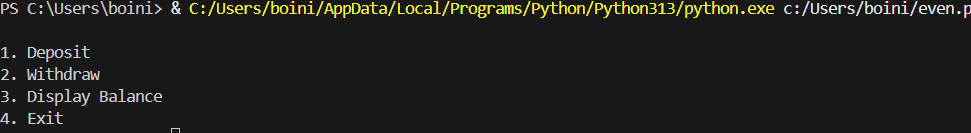 PS C:\Users\boini> & C:/Users/boini/AppData/Local/Programs/Python/Python313/python.exe c:/Users/boini/even.p
1. Deposit
2. Withdraw
3. Display Balance
4. Exit